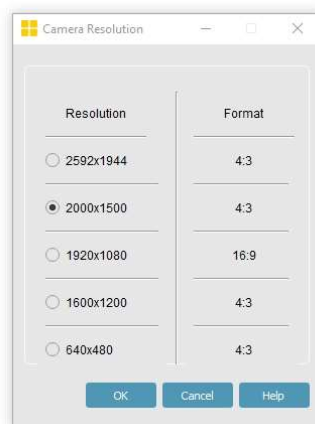 Camera Resolution
Resolution Format
2592x1944 4:3
2000x1500 4:3
1920x1080 16:9
1600x1200 4:3
640x480 4:3
OK Cancel Help